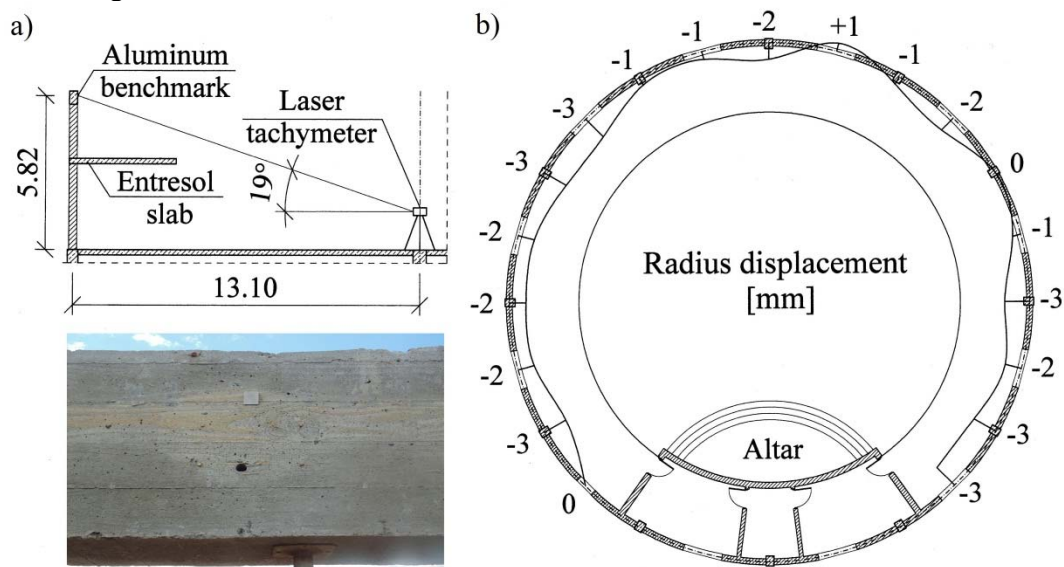 a)
Aluminum
benchmark
Laser
tachymeter
5.82
Entresol
slab
19°
13.10
b)
-2
-1
+1
-1
-1
-3
-2
-3
0
-2
-1
Radius displacement
[mm]
-2
-3
-2
-2
-3
-3
Altar
0
-3